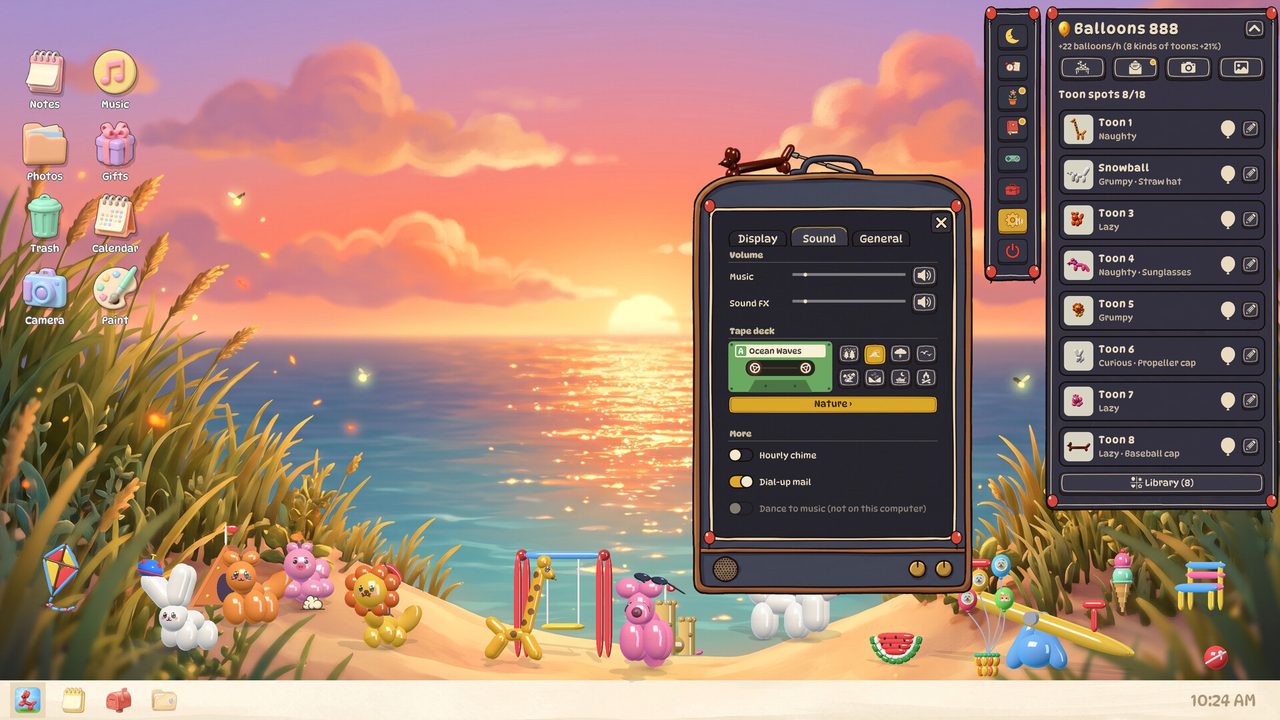 Notes
Music
Photos
Gifts
Trash
Calendar
Camera
Paint
Display
Sound
General
Volume
Music
Sound FX
Tape deck
A Ocean Waves
Nature ›
More
Hourly chime
Dial-up mail
Dance to music (not on this computer)
Balloons 888
+22 balloons/h (8 kinds of toons: +21%)
Toon spots 8/18
Toon 1
Naughty
Snowball
Grumpy · Straw hat
Toon 3
Lazy
Toon 4
Naughty · Sunglasses
Toon 5
Grumpy
Toon 6
Curious · Propeller cap
Toon 7
Lazy
Toon 8
Lazy · Baseball cap
Library (8)
10:24 AM